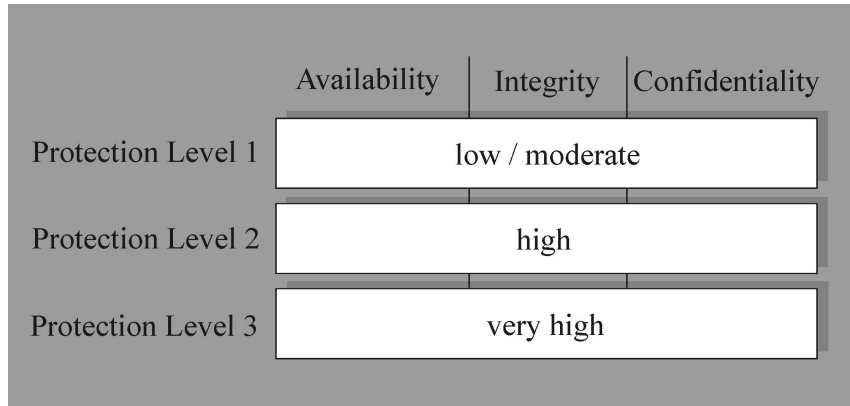 Availability Integrity Confidentiality
Protection Level 1 low / moderate
Protection Level 2 high
Protection Level 3 very high